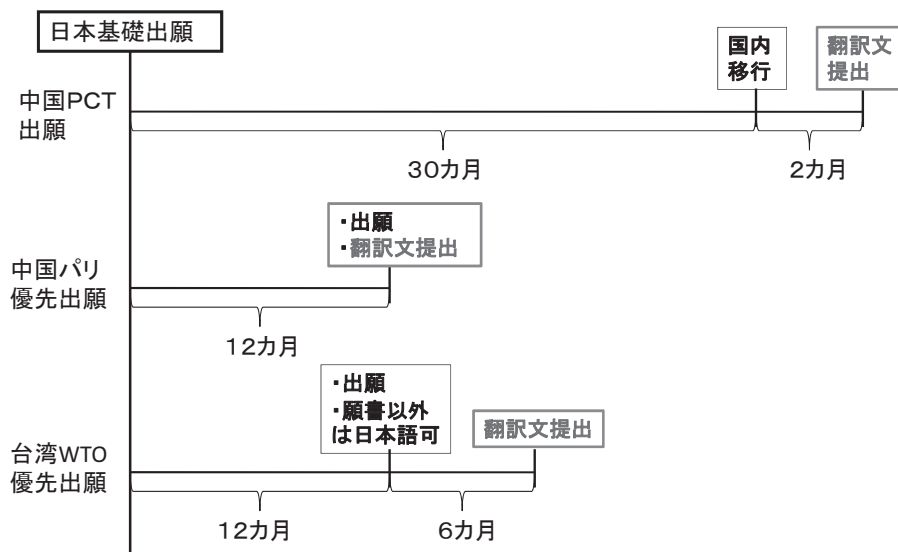 日本基礎出願
国内
移行
翻訳文
提出
中国PCT
出願
30カ月
2カ月
・出願
・翻訳文提出
中国パリ
優先出願
12カ月
・出願
・願書以外
は日本語可
翻訳文提出
台湾WTO
優先出願
12カ月
6カ月